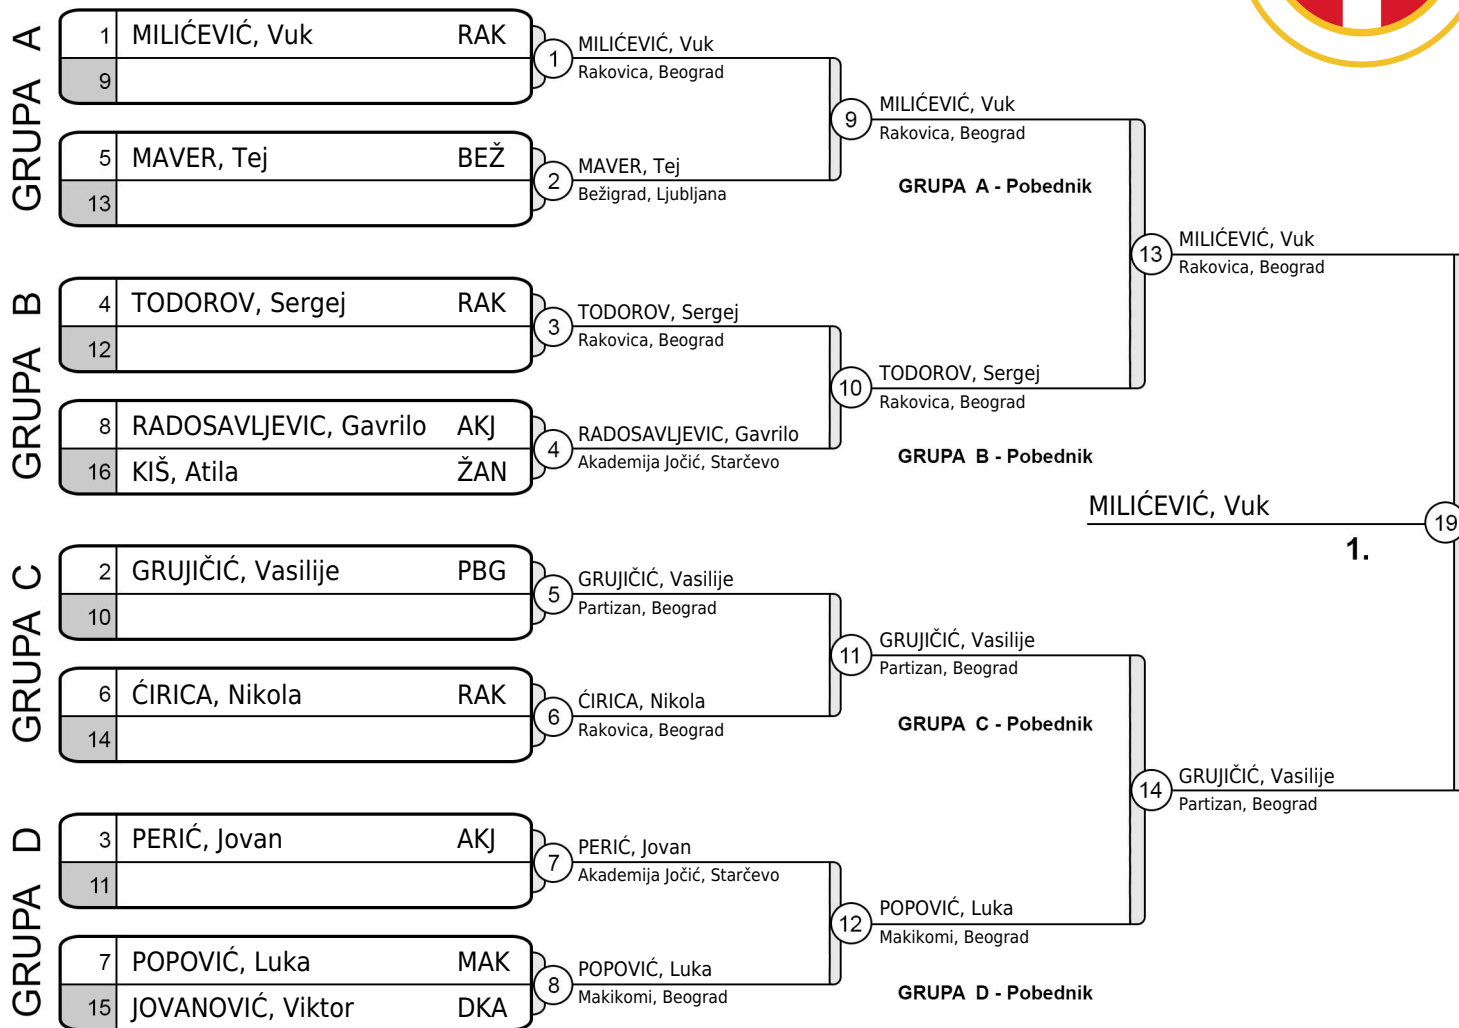 GRUPA A
1 MILIĆEVIĆ, Vuk RAK
9
5 MAVER, Tej BEŽ
13
GRUPA B
4 TODOROV, Sergej RAK
12
8 RADOSAVLJEVIC, Gavrilo AKJ
16 KIŠ, Atila ŽAN
GRUPA C
2 GRUJIČIĆ, Vasilije PBG
10
6 ĆIRICA, Nikola RAK
14
GRUPA D
3 PERIĆ, Jovan AKJ
11
7 POPOVIĆ, Luka MAK
15 JOVANOVIĆ, Viktor DKA
1 MILIĆEVIĆ, Vuk
Rakovica, Beograd
2 MAVER, Tej
Bežigrad, Ljubljana
3 TODOROV, Sergej
Rakovica, Beograd
4 RADOSAVLJEVIC, Gavrilo
Akademija Jočić, Starčevo
5 GRUJIČIĆ, Vasilije
Partizan, Beograd
6 ĆIRICA, Nikola
Rakovica, Beograd
7 PERIĆ, Jovan
Akademija Jočić, Starčevo
8 POPOVIĆ, Luka
Makikomi, Beograd
9 MILIĆEVIĆ, Vuk
Rakovica, Beograd
GRUPA A - Pobednik
10 TODOROV, Sergej
Rakovica, Beograd
GRUPA B - Pobednik
11 GRUJIČIĆ, Vasilije
Partizan, Beograd
GRUPA C - Pobednik
12 POPOVIĆ, Luka
Makikomi, Beograd
GRUPA D - Pobednik
13 MILIĆEVIĆ, Vuk
Rakovica, Beograd
14 GRUJIČIĆ, Vasilije
Partizan, Beograd
MILIĆEVIĆ, Vuk 19
1.